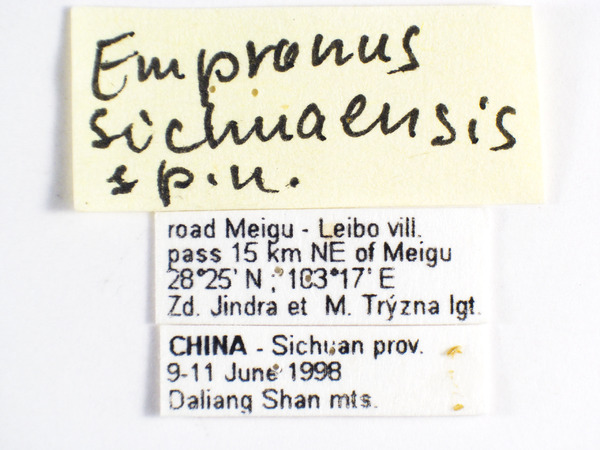 Empronus
sichuaensis
sp.n.
road Meigu - Leibo vill.
pass 15 km NE of Meigu
28°25' N ; 103°17' E
Zd. Jindra et M. Trýzna lgt.
CHINA - Sichuan prov.
9-11 June 1998
Daliang Shan mts.